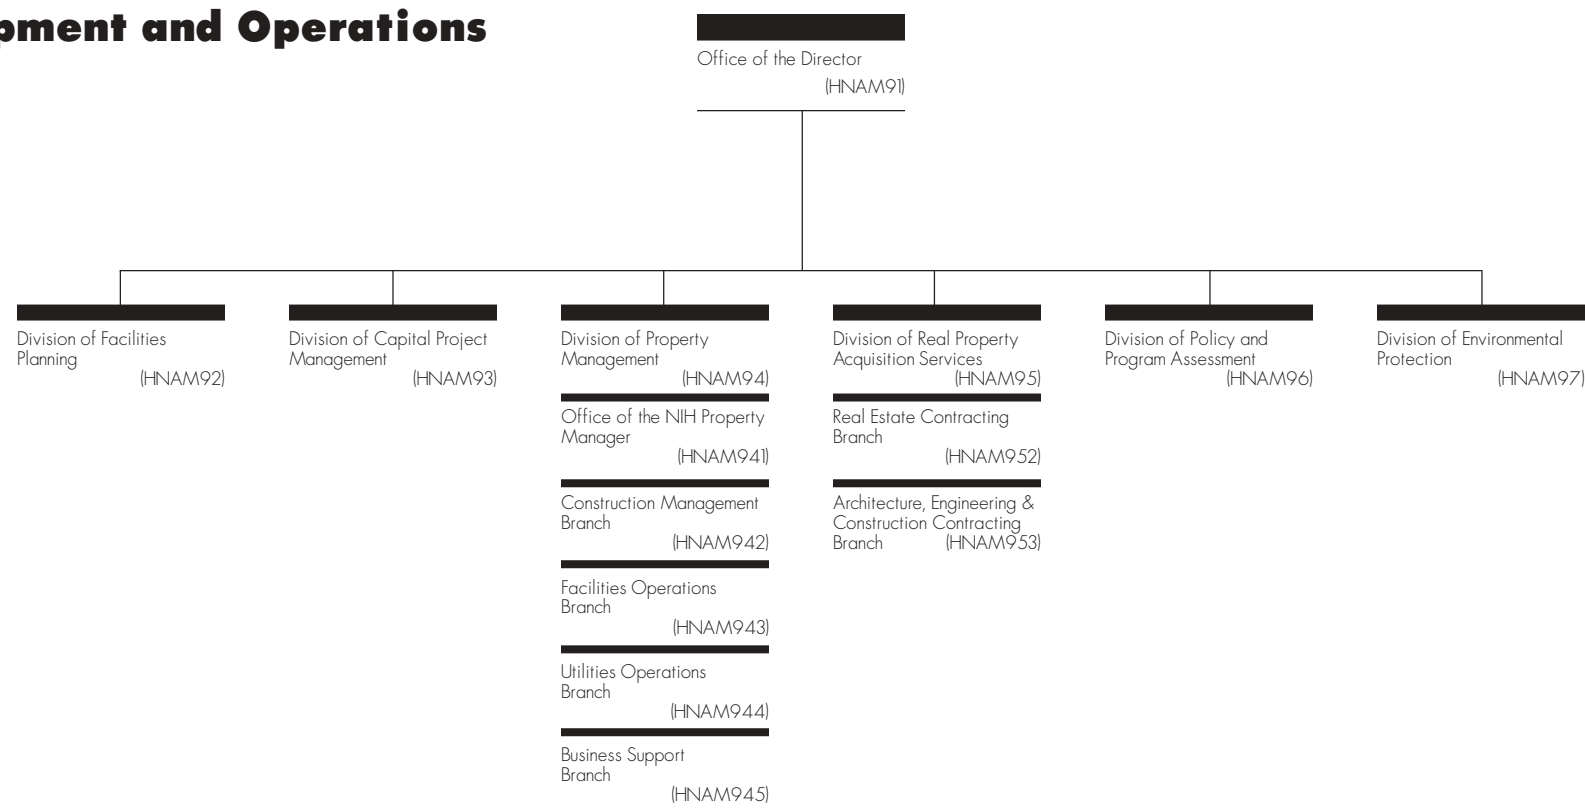 pment and Operations
Office of the Director
(HNAM91)
Division of Facilities
Planning
(HNAM92)
Division of Capital Project
Management
(HNAM93)
Division of Property
Management
(HNAM94)
Office of the NIH Property
Manager
(HNAM941)
Construction Management
Branch
(HNAM942)
Facilities Operations
Branch
(HNAM943)
Utilities Operations
Branch
(HNAM944)
Business Support
Branch
(HNAM945)
Division of Real Property
Acquisition Services
(HNAM95)
Real Estate Contracting
Branch
(HNAM952)
Architecture, Engineering &
Construction Contracting
Branch (HNAM953)
Division of Policy and
Program Assessment
(HNAM96)
Division of Environmental
Protection
(HNAM97)